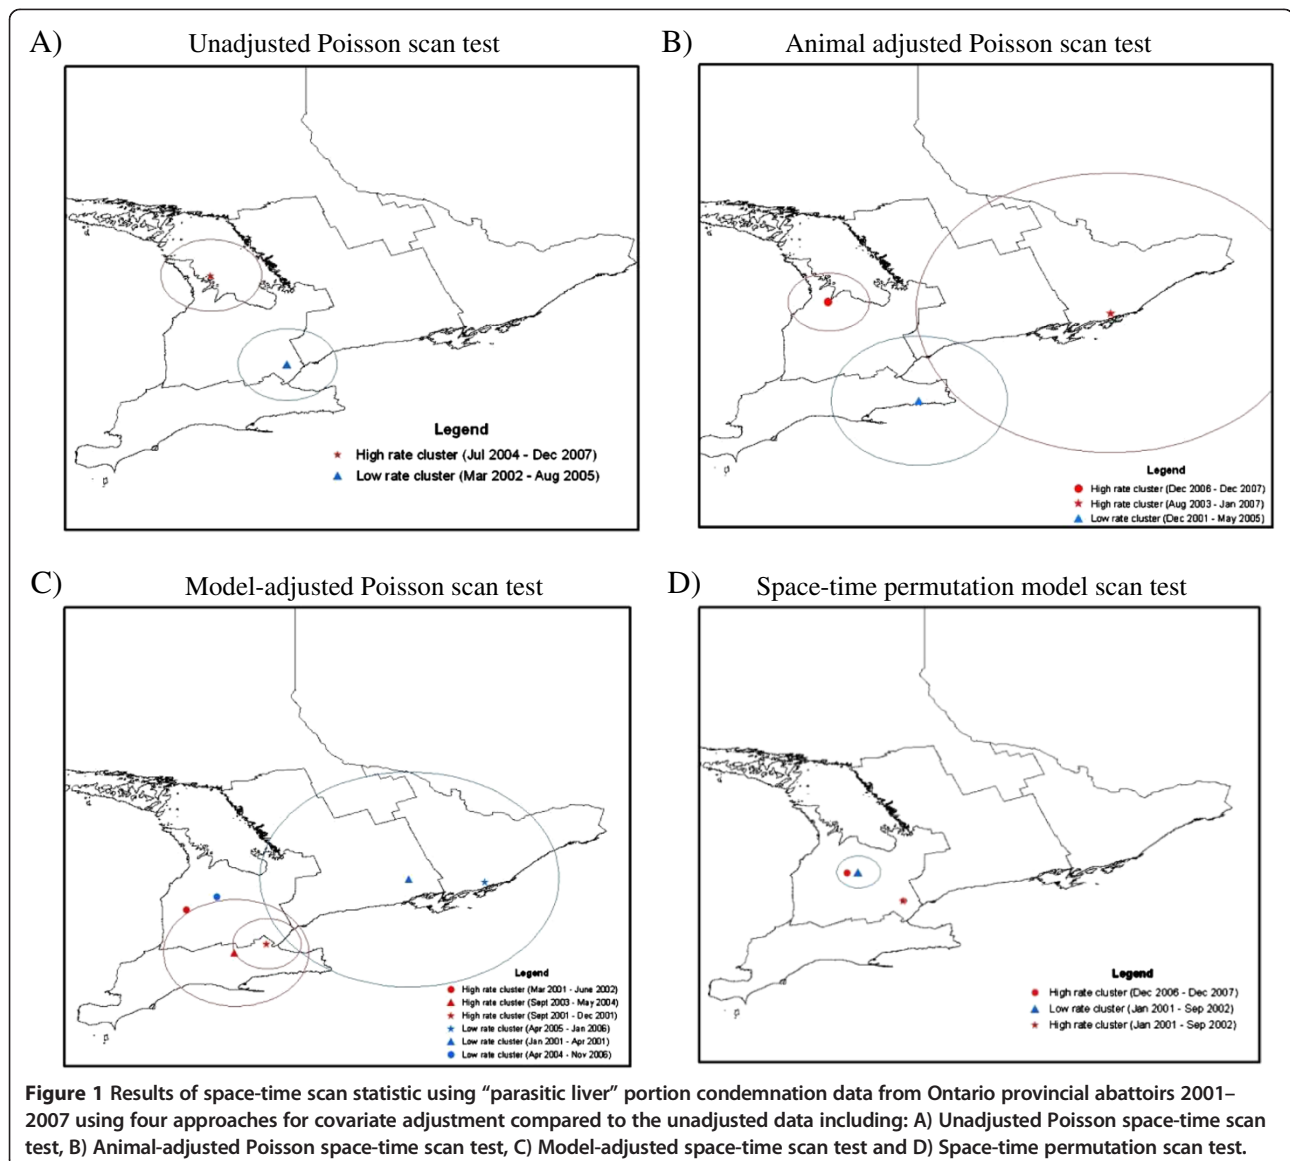 A) Unadjusted Poisson scan test
Legend
High rate cluster (Jul 2004 - Dec 2007)
Low rate cluster (Mar 2002 - Aug 2005)
B) Animal adjusted Poisson scan test
Legend
High rate cluster (Dec 2006 - Dec 2007)
High rate cluster (Aug 2003 - Jan 2007)
Low rate cluster (Dec 2001 - May 2005)
C) Model-adjusted Poisson scan test
Legend
High rate cluster (Mar 2001 - June 2002)
High rate cluster (Sept 2003 - May 2004)
High rate cluster (Sept 2001 - Dec 2001)
Low rate cluster (Apr 2005 - Jan 2006)
Low rate cluster (Jan 2001 - Apr 2001)
Low rate cluster (Apr 2004 - Nov 2006)
D) Space-time permutation model scan test
Legend
High rate cluster (Dec 2006 - Dec 2007)
Low rate cluster (Jan 2001 - Sep 2002)
High rate cluster (Jan 2001 - Sep 2002)
Figure 1 Results of space-time scan statistic using “parasitic liver” portion condemnation data from Ontario provincial abattoirs 2001–
2007 using four approaches for covariate adjustment compared to the unadjusted data including: A) Unadjusted Poisson space-time scan
test, B) Animal-adjusted Poisson space-time scan test, C) Model-adjusted space-time scan test and D) Space-time permutation scan test.